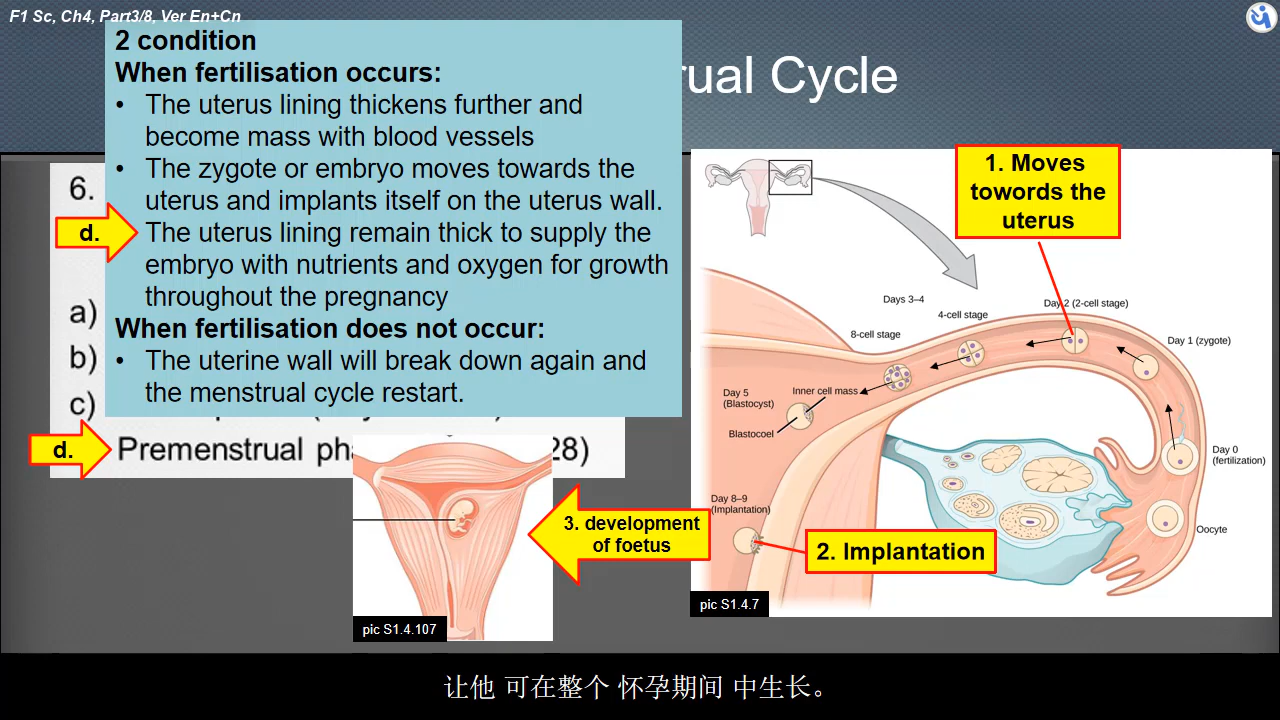 F1 Sc, Ch4, Part3/8, Ver En+Cn
rual Cycle
2 condition
When fertilisation occurs:
• The uterus lining thickens further and
become mass with blood vessels
• The zygote or embryo moves towards the
uterus and implants itself on the uterus wall.
d.
The uterus lining remain thick to supply the
embryo with nutrients and oxygen for growth
throughout the pregnancy
When fertilisation does not occur:
• The uterine wall will break down again and
the menstrual cycle restart.
6.
a)
b)
c)
d.
Premenstrual pha
28)
1. Moves
towords the
uterus
Days 3–4
4-cell stage
8-cell stage
Day 2 (2-cell stage)
Day 1 (zygote)
Day 5
(Blastocyst)
Inner cell mass
Blastocoel
Day 0
(fertilization)
Day 8–9
(Implantation)
Oocyte
2. Implantation
3. development
of foetus
pic S1.4.7
pic S1.4.107
让他 可在整个 怀孕期间 中生长。